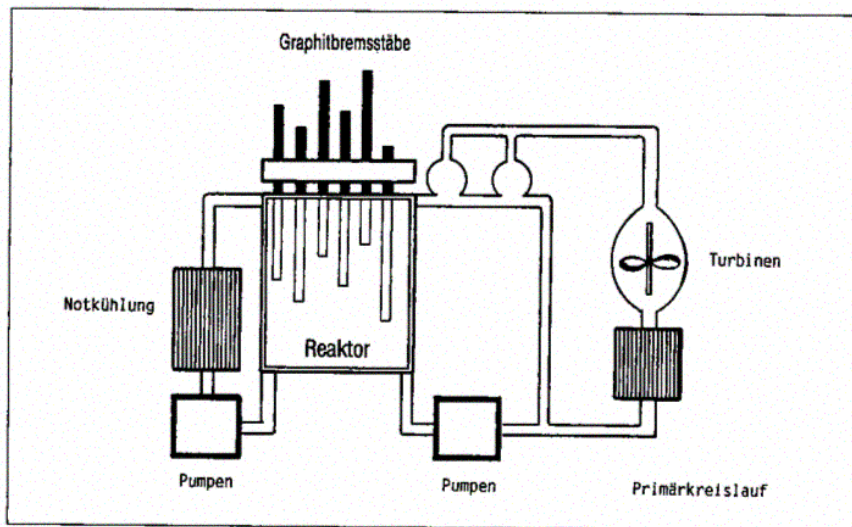 Graphitbremsstäbe
Turbinen
Notkühlung
Reaktor
Pumpen
Pumpen
Primärkreislauf